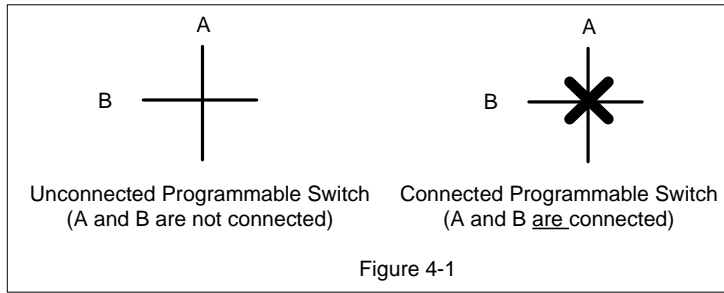 A
B
Unconnected Programmable Switch
(A and B are not connected)
A
B
Connected Programmable Switch
(A and B are connected)
Figure 4-1